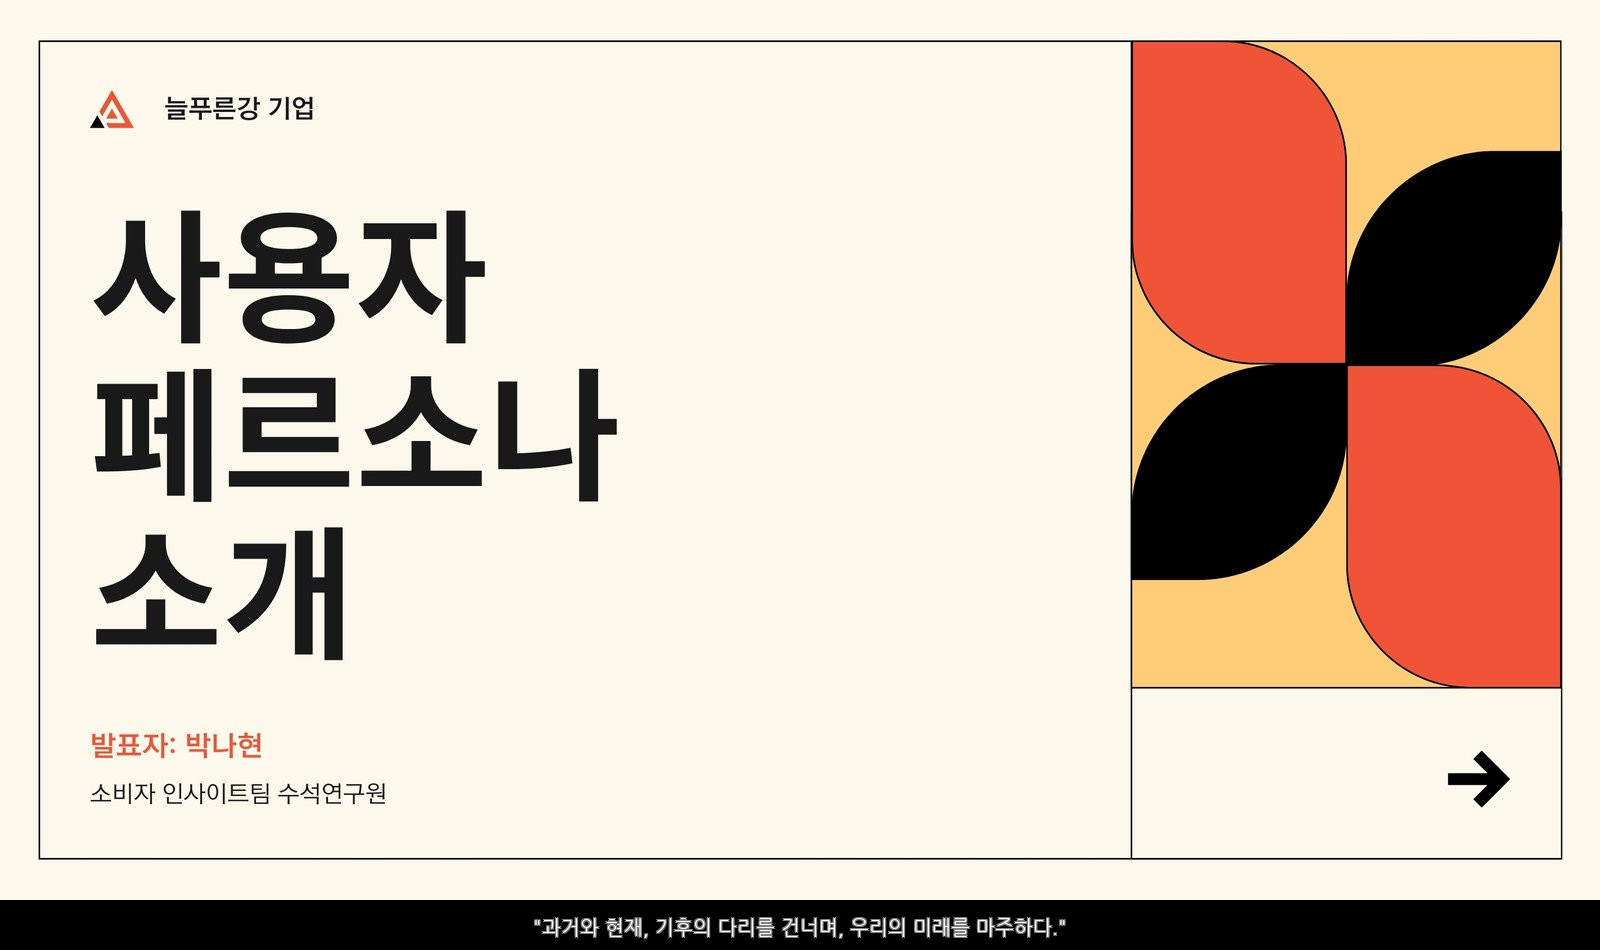 늘푸른강 기업
사용자
페르소나
소개
발표자: 박나현
소비자 인사이트팀 수석연구원
"과거와 현재, 기후의 다리를 건너며, 우리의 미래를 마주하다."